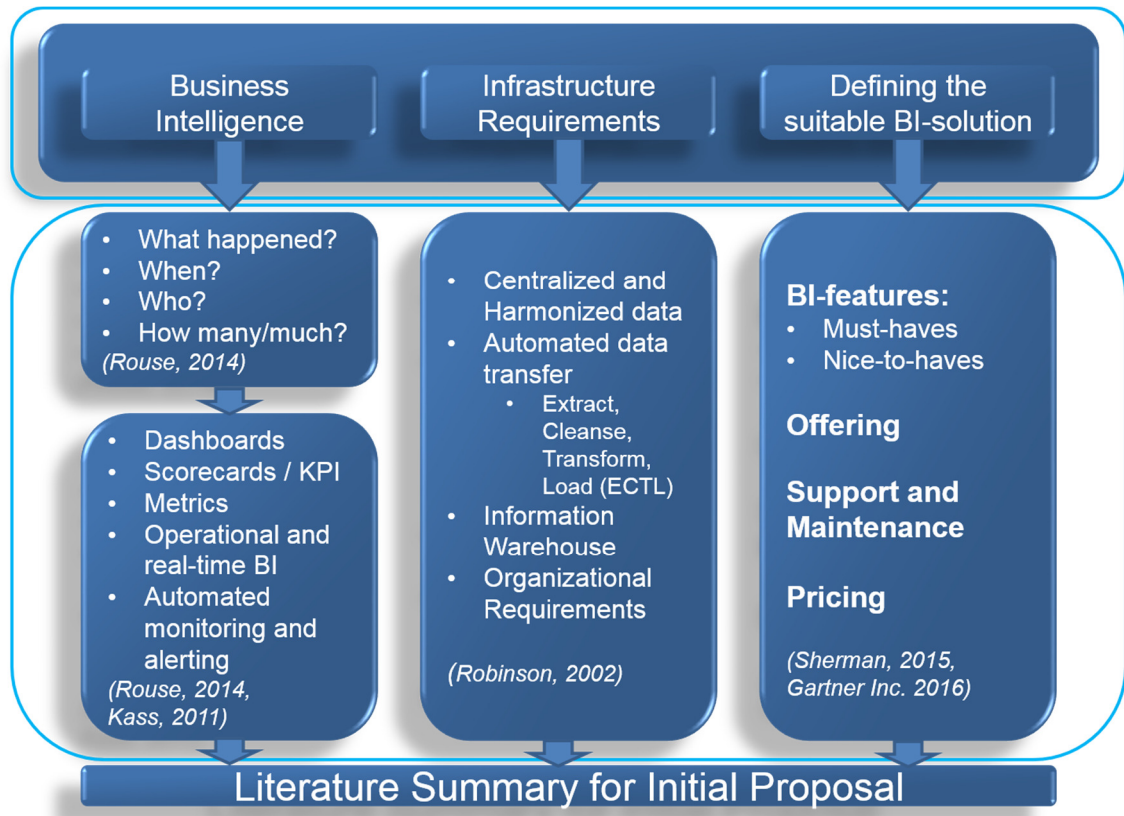 Business
Intelligence
Infrastructure
Requirements
Defining the
suitable BI-solution
• What happened?
• When?
• Who?
• How many/much?
(Rouse, 2014)
• Dashboards
• Scorecards / KPI
• Metrics
• Operational and
real-time BI
• Automated
monitoring and
alerting
(Rouse, 2014,
Kass, 2011)
• Centralized and
Harmonized data
• Automated data
transfer
• Extract,
Cleanse,
Transform,
Load (ECTL)
• Information
Warehouse
• Organizational
Requirements
(Robinson, 2002)
BI-features:
• Must-haves
• Nice-to-haves
Offering
Support and
Maintenance
Pricing
(Sherman, 2015,
Gartner Inc. 2016)
Literature Summary for Initial Proposal